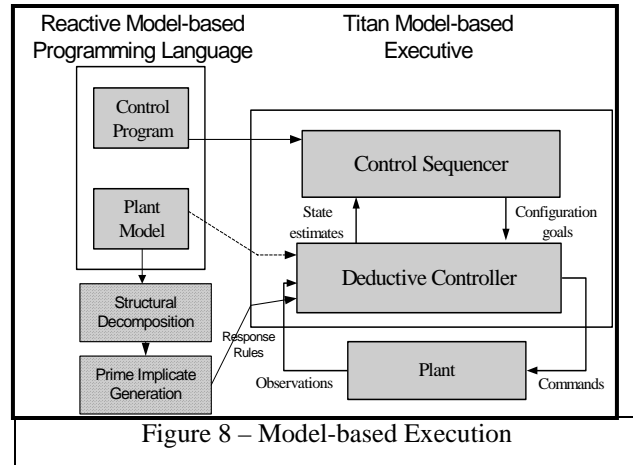 Reactive Model-based
Programming Language
Titan Model-based
Executive
Control
Program
Control Sequencer
Plant
Model
State
estimates
Configuration
goals
Deductive Controller
Structural
Decomposition
Response
Rules
Prime Implicate
Generation
Observations
Plant
Commands
Figure 8 – Model-based Execution